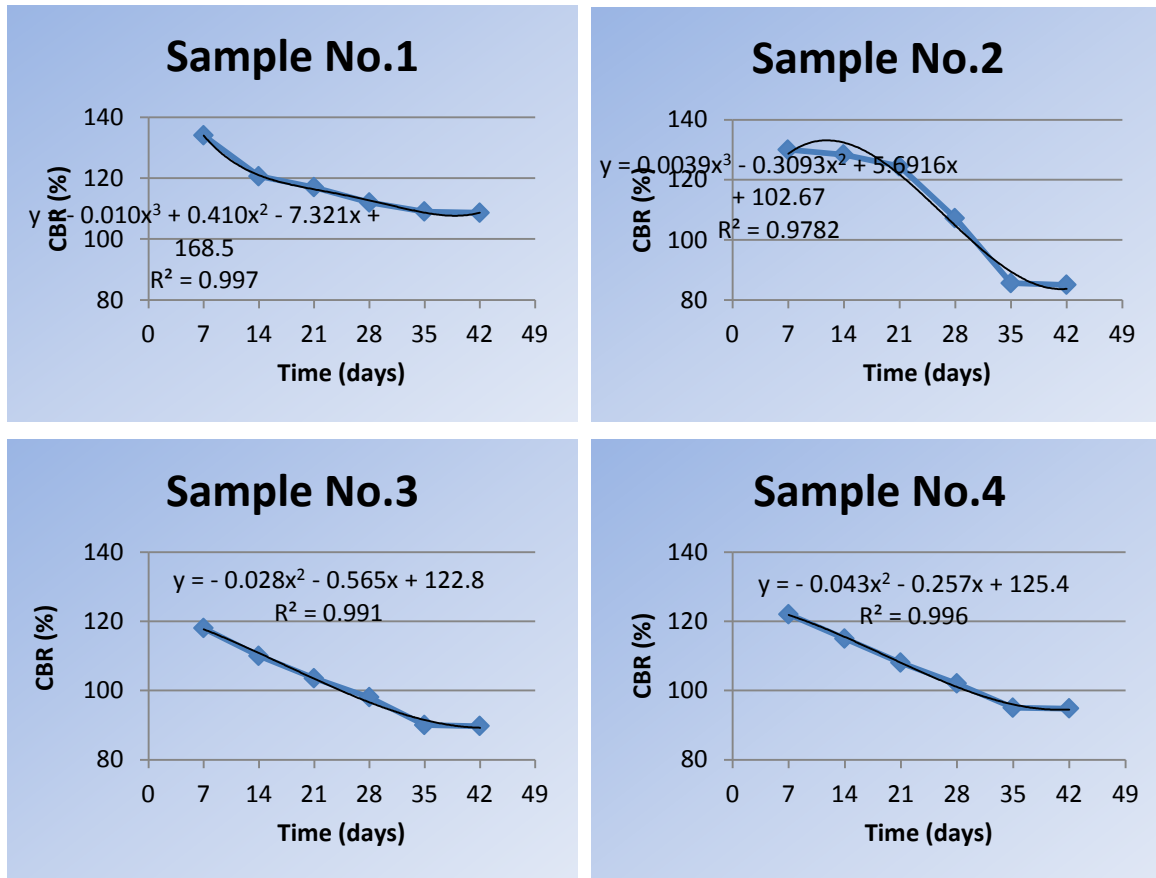 Sample No.1
140
120
100
80
CBR (%)
y = - 0.010x³ + 0.410x² - 7.321x +
168.5
R² = 0.997
0 7 14 21 28 35 42 49
Time (days)
Sample No.2
140
120
100
80
CBR (%)
y = 0.0039x³ - 0.3093x² + 5.6916x
+ 102.67
R² = 0.9782
0 7 14 21 28 35 42 49
Time (days)
Sample No.3
140
120
100
80
CBR (%)
y = - 0.028x² - 0.565x + 122.8
R² = 0.991
0 7 14 21 28 35 42 49
Time (days)
Sample No.4
140
120
100
80
CBR (%)
y = - 0.043x² - 0.257x + 125.4
R² = 0.996
0 7 14 21 28 35 42 49
Time (days)